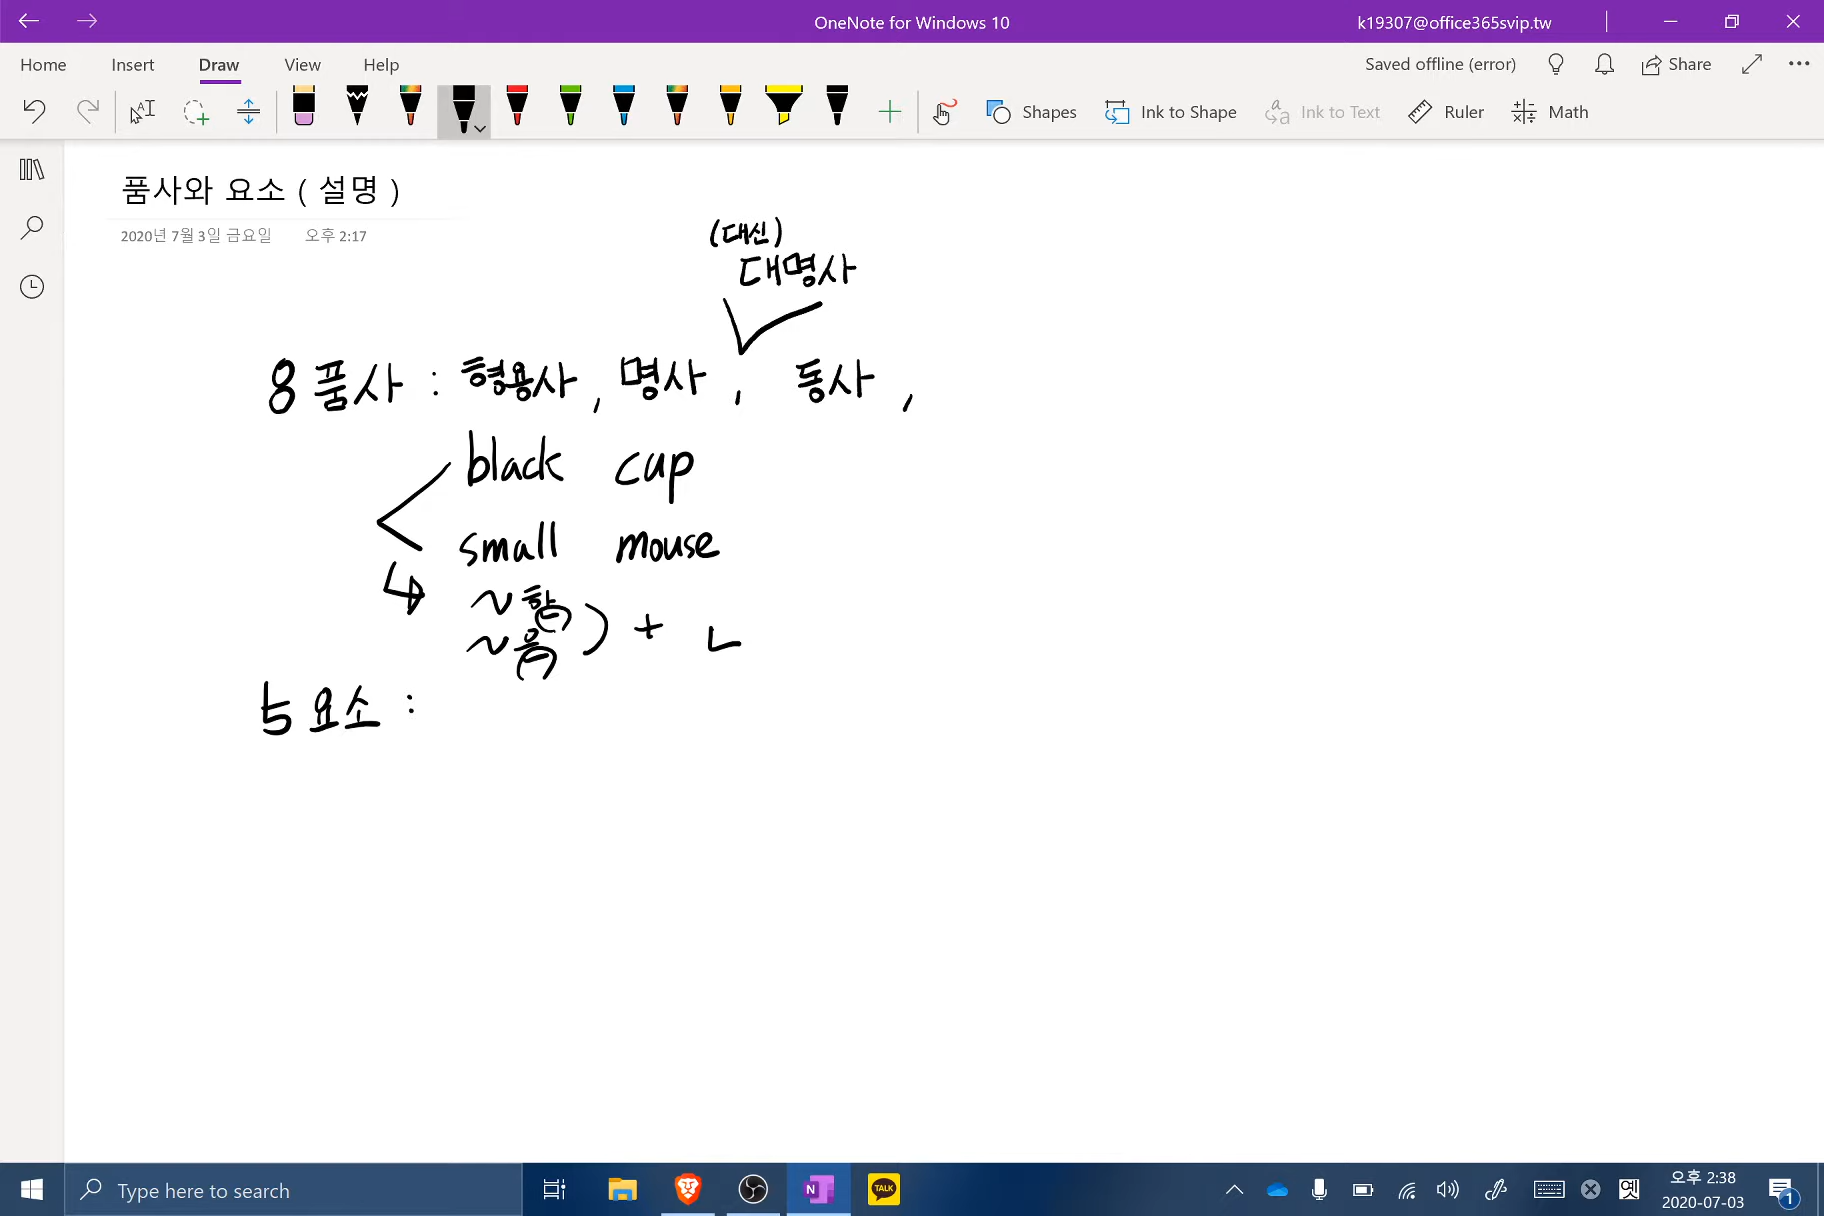 OneNote for Windows 10
k19307@office365svip.tw
Home Insert Draw View Help
Saved offline (error) Share
Shapes Ink to Shape Ink to Text Ruler Math
품사와 요소 ( 설명 )
2020년 7월 3일 금요일 오후 2:17
(대신)
대명사
8 품사 : 형용사, 명사, 동사,
black cup
small mouse
~한
~운 ) + ㄴ
5 요소 :
Type here to search
TALK
오후 2:38
2020-07-03
1